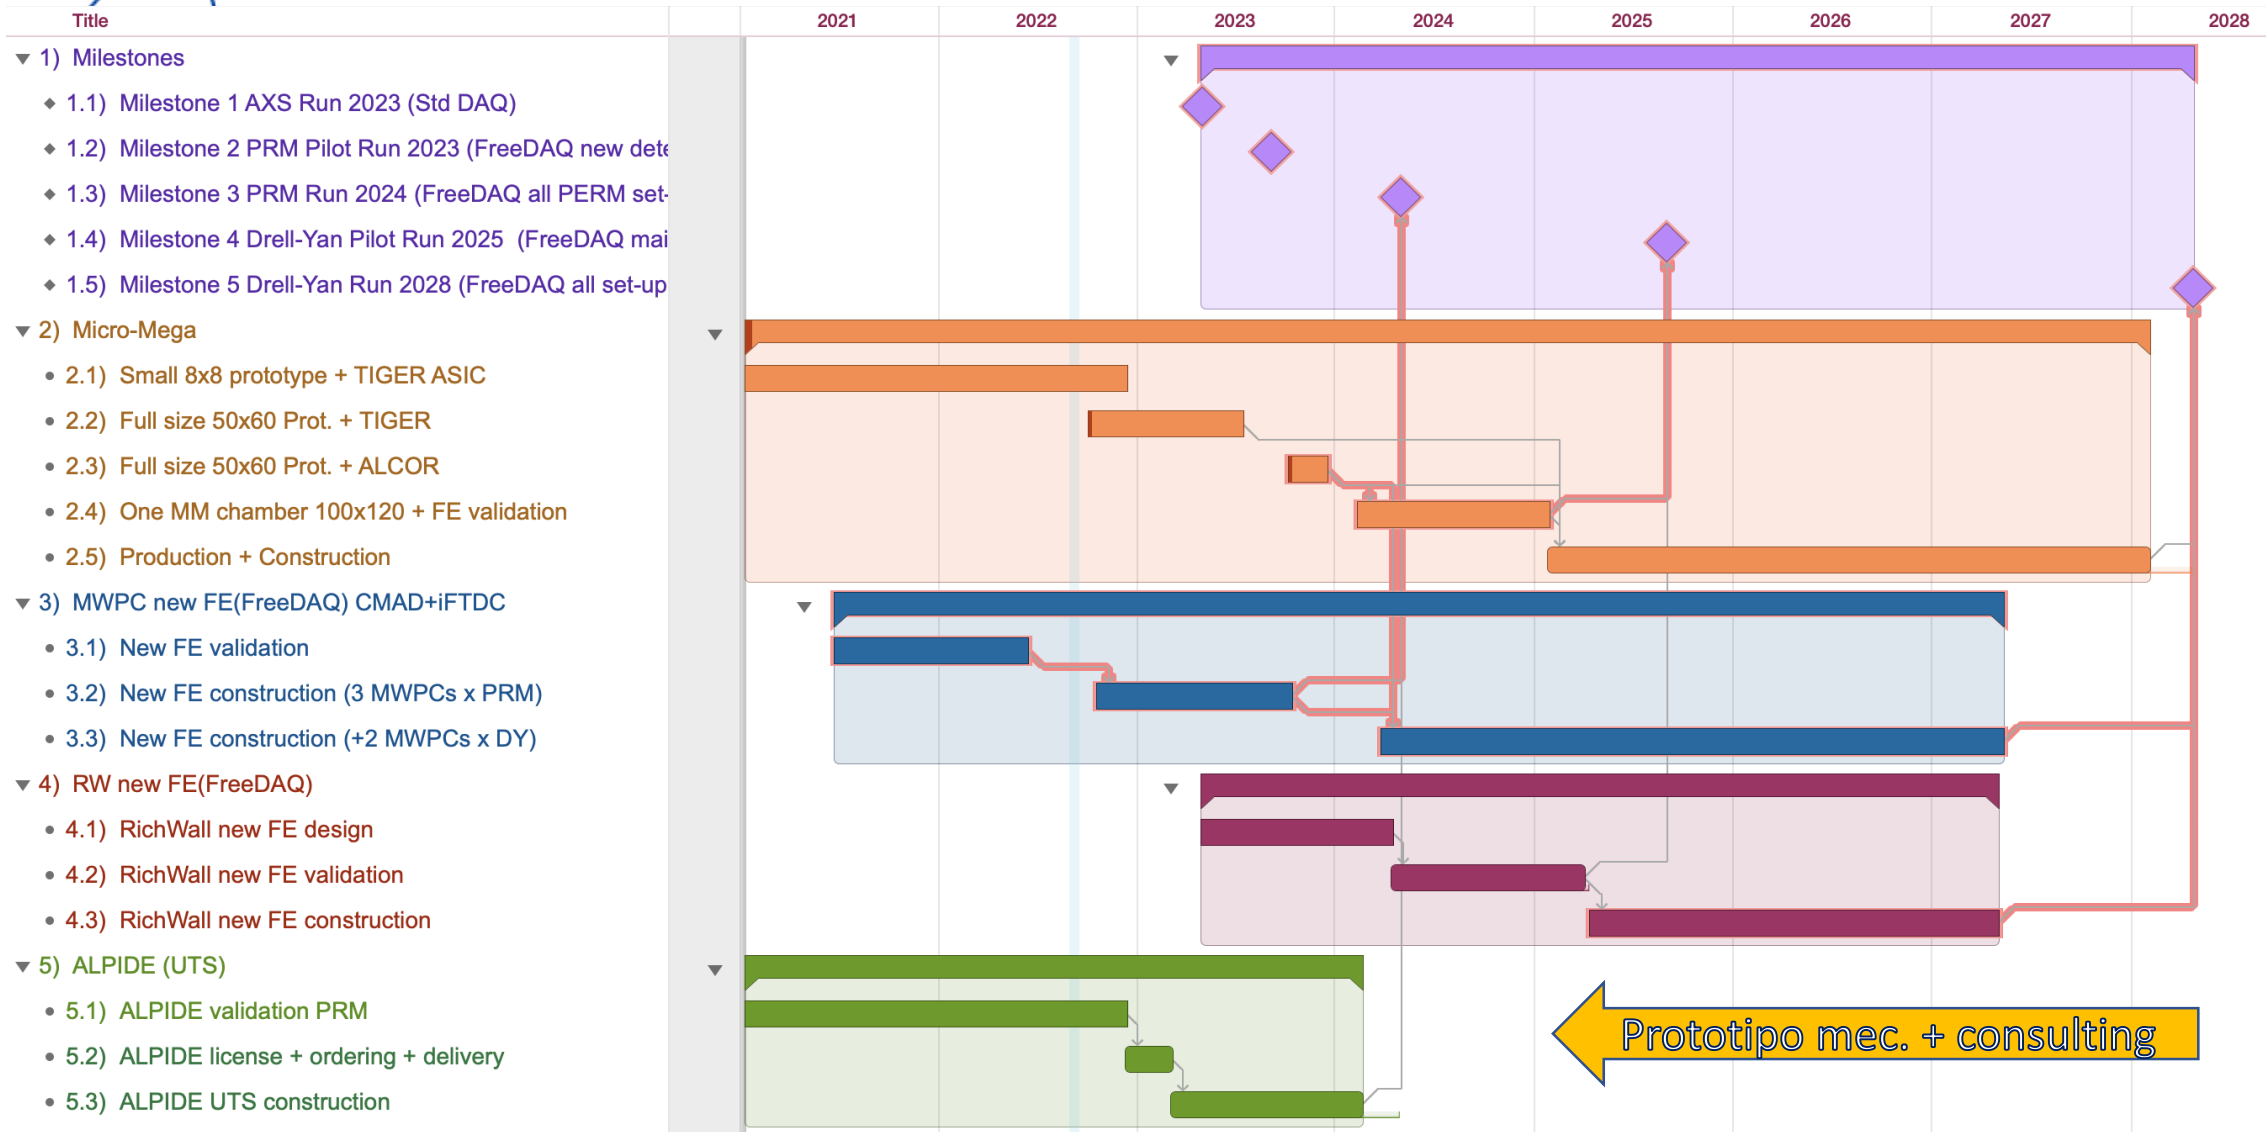 Title 2021 2022 2023 2024 2025 2026 2027 2028
1) Milestones
1.1) Milestone 1 AXS Run 2023 (Std DAQ)
1.2) Milestone 2 PRM Pilot Run 2023 (FreeDAQ new dete
1.3) Milestone 3 PRM Run 2024 (FreeDAQ all PERM set-
1.4) Milestone 4 Drell-Yan Pilot Run 2025 (FreeDAQ mai
1.5) Milestone 5 Drell-Yan Run 2028 (FreeDAQ all set-up
2) Micro-Mega
2.1) Small 8x8 prototype + TIGER ASIC
2.2) Full size 50x60 Prot. + TIGER
2.3) Full size 50x60 Prot. + ALCOR
2.4) One MM chamber 100x120 + FE validation
2.5) Production + Construction
3) MWPC new FE(FreeDAQ) CMAD+iFTDC
3.1) New FE validation
3.2) New FE construction (3 MWPCs x PRM)
3.3) New FE construction (+2 MWPCs x DY)
4) RW new FE(FreeDAQ)
4.1) RichWall new FE design
4.2) RichWall new FE validation
4.3) RichWall new FE construction
5) ALPIDE (UTS)
5.1) ALPIDE validation PRM
5.2) ALPIDE license + ordering + delivery
5.3) ALPIDE UTS construction
Prototipo mec. + consulting